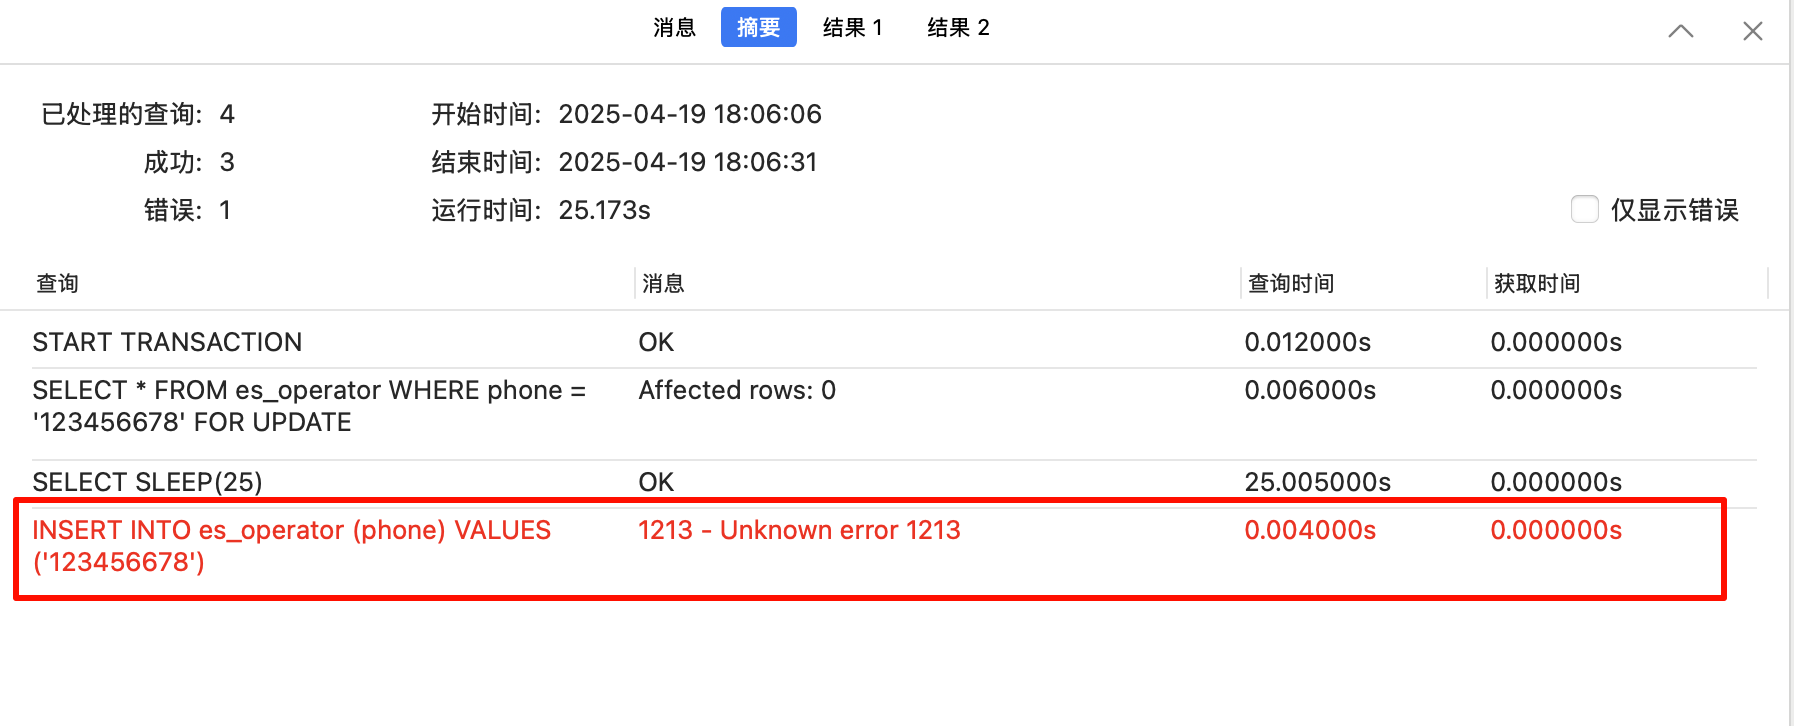 消息 摘要 结果 1 结果 2
已处理的查询: 4 开始时间: 2025-04-19 18:06:06
成功: 3 结束时间: 2025-04-19 18:06:31
错误: 1 运行时间: 25.173s 仅显示错误
查询 消息 查询时间 获取时间
START TRANSACTION OK 0.012000s 0.000000s
SELECT * FROM es_operator WHERE phone = Affected rows: 0 0.006000s 0.000000s
'123456678' FOR UPDATE
SELECT SLEEP(25) OK 25.005000s 0.000000s
INSERT INTO es_operator (phone) VALUES 1213 - Unknown error 1213 0.004000s 0.000000s
('123456678')